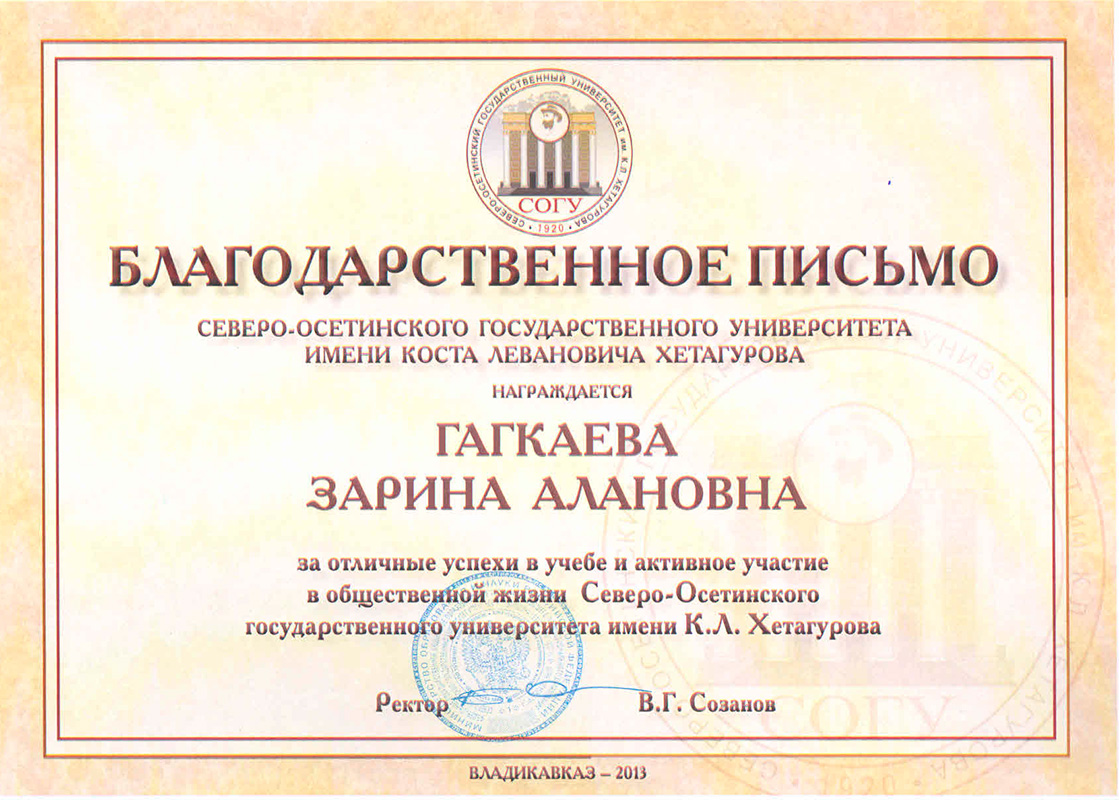 СЕВЕРО-ОСЕТИНСКИЙ ГОСУДАРСТВЕННЫЙ УНИВЕРСИТЕТ им. К.Л. ХЕТАГУРОВА
СОГУ
• 1920 •
БЛАГОДАРСТВЕННОЕ ПИСЬМО
СЕВЕРО-ОСЕТИНСКОГО ГОСУДАРСТВЕННОГО УНИВЕРСИТЕТА
ИМЕНИ КОСТА ЛЕВАНОВИЧА ХЕТАГУРОВА
НАГРАЖДАЕТСЯ
ГАГКАЕВА
ЗАРИНА АЛАНОВНА
за отличные успехи в учебе и активное участие
в общественной жизни Северо-Осетинского
государственного университета имени К.Л. Хетагурова
Ректор В.Г. Созанов
СОГУ
ВЛАДИКАВКАЗ – 2013